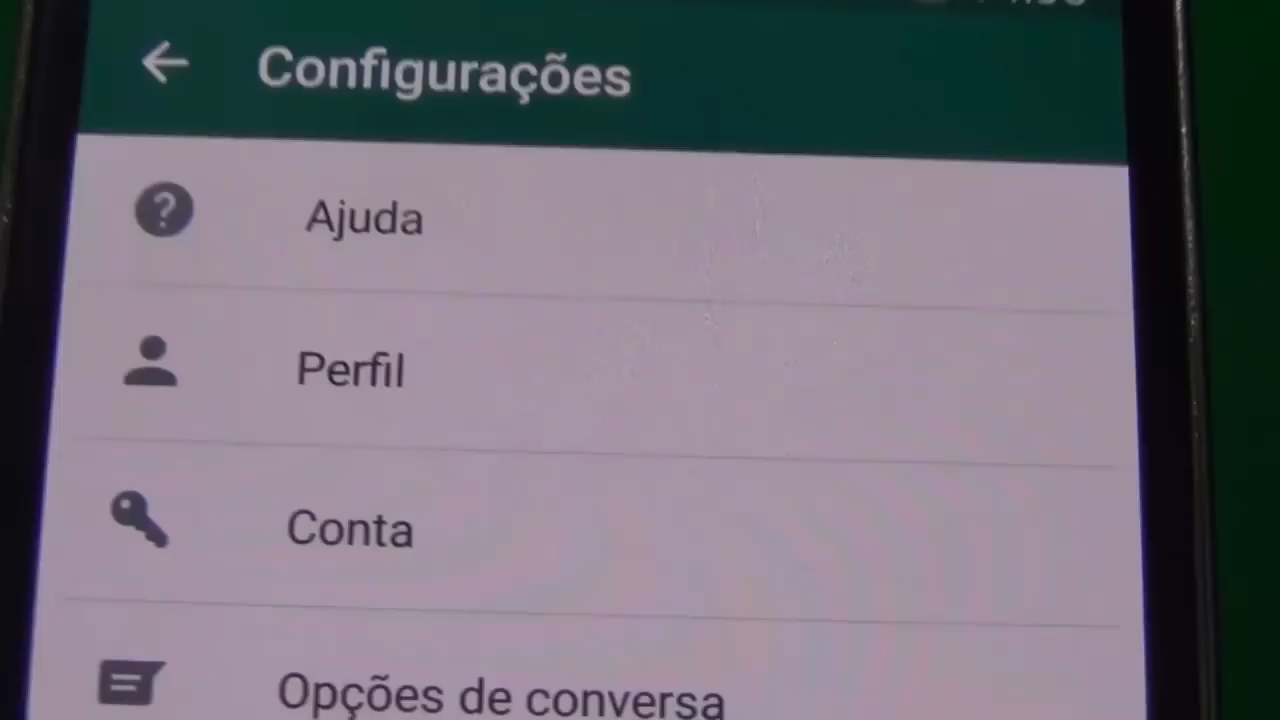 Configurações
Ajuda
Perfil
Conta
Opções de conversa